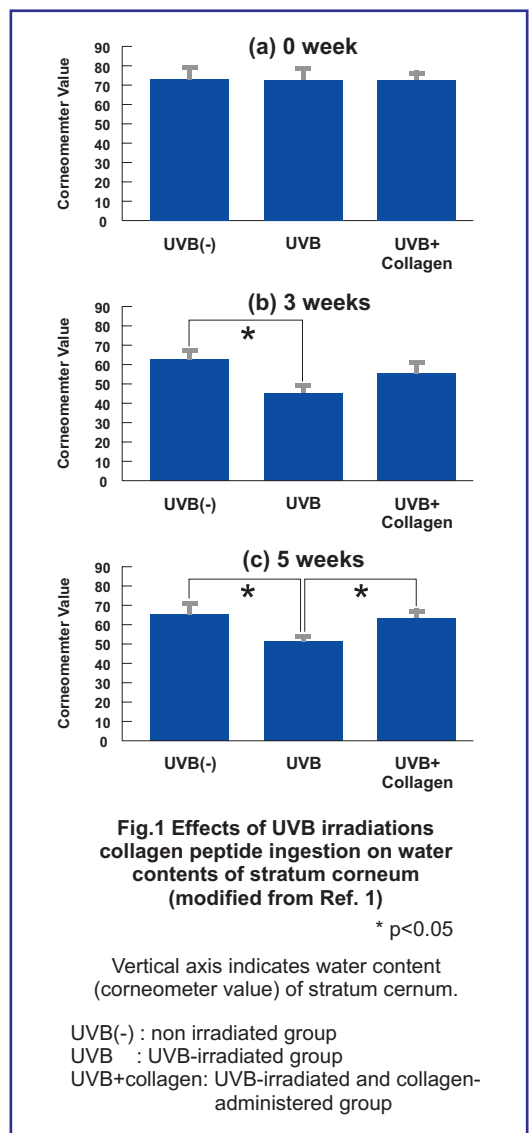 (a) 0 week
Corneomemter Value
90
80
70
60
50
40
30
20
10
0
UVB(-)
UVB
UVB+
Collagen
(b) 3 weeks
Corneomemter Value
90
80
70
60
50
40
30
20
10
0
*
UVB(-)
UVB
UVB+
Collagen
(c) 5 weeks
Corneomemter Value
90
80
70
60
50
40
30
20
10
0
* *
UVB(-)
UVB
UVB+
Collagen
Fig.1 Effects of UVB irradiations
collagen peptide ingestion on water
contents of stratum corneum
(modified from Ref. 1)
* p<0.05
Vertical axis indicates water content
(corneometer value) of stratum cernum.
UVB(-) : non irradiated group
UVB : UVB-irradiated group
UVB+collagen: UVB-irradiated and collagen-
administered group